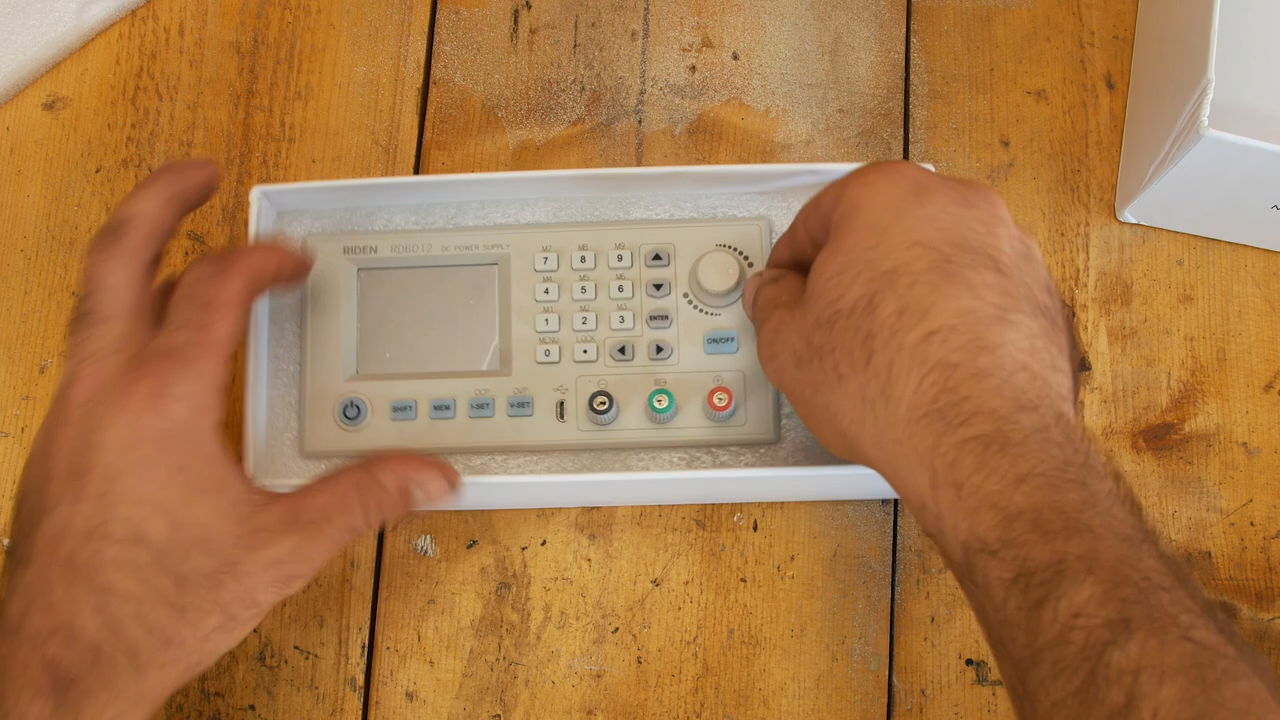 RIDEN RD6012 DC POWER SUPPLY
M7 M8 M9
7 8 9
M4 M5 M6
4 5 6
M1 M2 M3
1 2 3 ENTER
MENU LOCK
0 •
ON/OFF
OCP OVP
SHIFT MEM I-SET V-SET